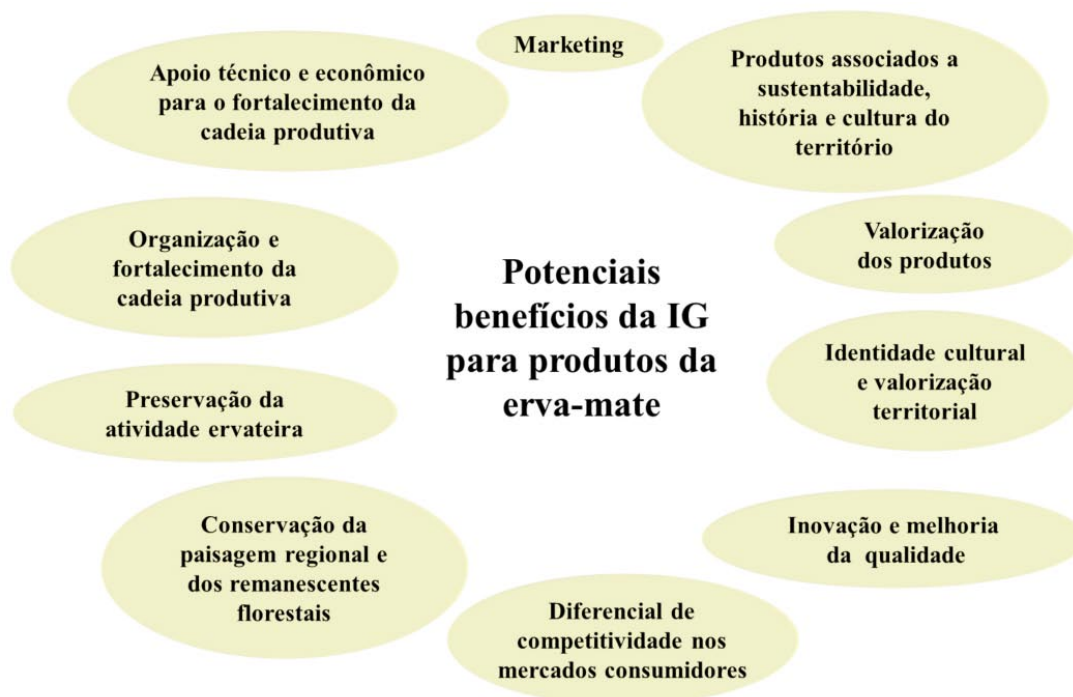 Marketing
Apoio técnico e econômico
para o fortalecimento da
cadeia produtiva
Produtos associados a
sustentabilidade,
história e cultura do
território
Organização e
fortalecimento da
cadeia produtiva
Valorização
dos produtos
Potenciais
benefícios da IG
para produtos da
erva-mate
Identidade cultural
e valorização
territorial
Preservação da
atividade ervateira
Inovação e melhoria
da qualidade
Conservação da
paisagem regional e
dos remanescentes
florestais
Diferencial de
competitividade nos
mercados consumidores